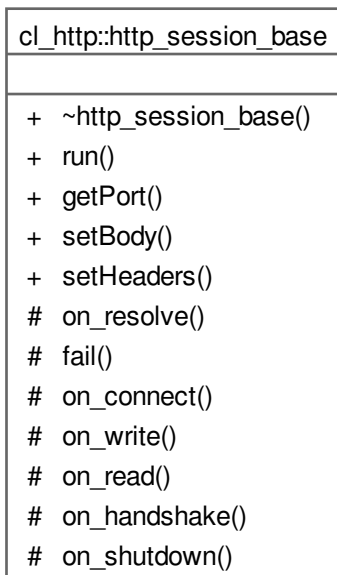 cl_http::http_session_base
+ ~http_session_base()
+ run()
+ getPort()
+ setBody()
+ setHeaders()
# on_resolve()
# fail()
# on_connect()
# on_write()
# on_read()
# on_handshake()
# on_shutdown()